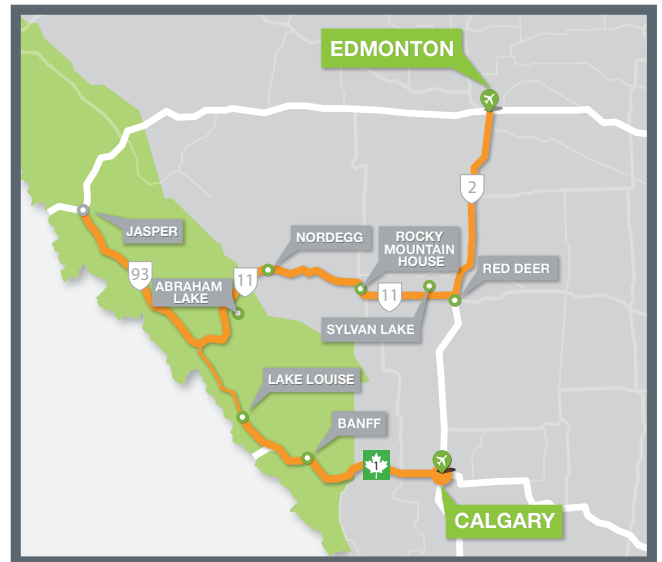 EDMONTON
2
JASPER
NORDEGG
ROCKY
MOUNTAIN
HOUSE
RED DEER
93
ABRAHAM
LAKE
11
11
SYLVAN LAKE
LAKE LOUISE
BANFF
1
CALGARY